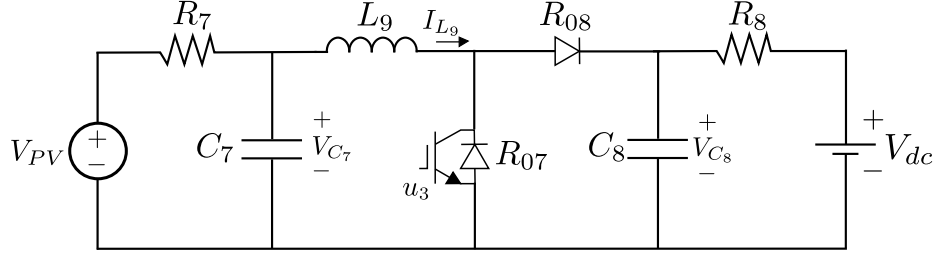 R7
L9
IL9
R08
R8
VPV
+
−
C7
+
VC7
−
u3
R07
C8
+
VC8
−
+
Vdc
−